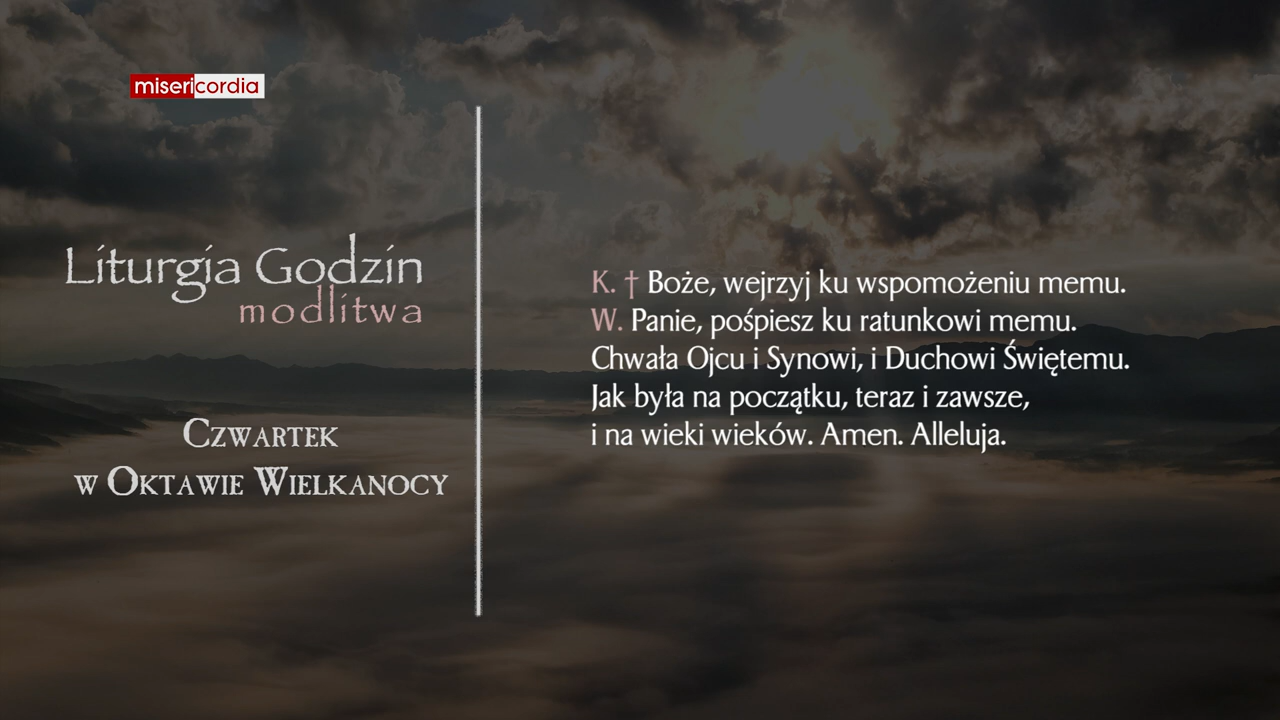 misericordia
Liturgia Godzin
modlitwa
Czwartek
w Oktawie Wielkanocy
K. † Boże, wejrzyj ku wspomożeniu memu.
W. Panie, pośpiesz ku ratunkowi memu.
Chwała Ojcu i Synowi, i Duchowi Świętemu.
Jak była na początku, teraz i zawsze,
i na wieki wieków. Amen. Alleluja.